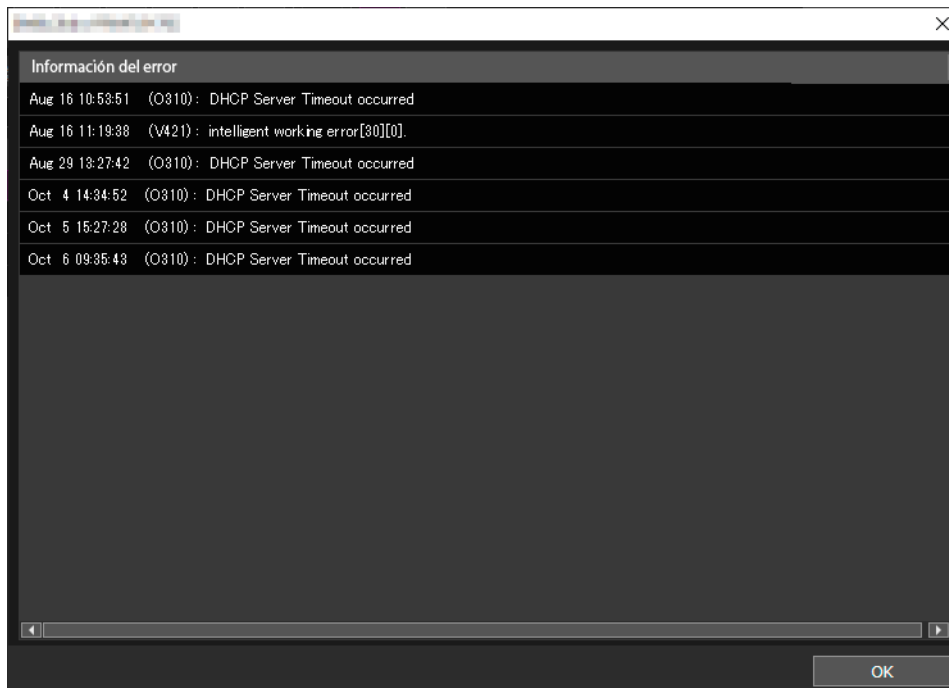 Información del error
Aug 16 10:53:51 (O310) : DHCP Server Timeout occurred
Aug 16 11:19:38 (V421) : intelligent working error[30][0].
Aug 29 13:27:42 (O310) : DHCP Server Timeout occurred
Oct 4 14:34:52 (O310) : DHCP Server Timeout occurred
Oct 5 15:27:28 (O310) : DHCP Server Timeout occurred
Oct 6 09:35:43 (O310) : DHCP Server Timeout occurred
OK